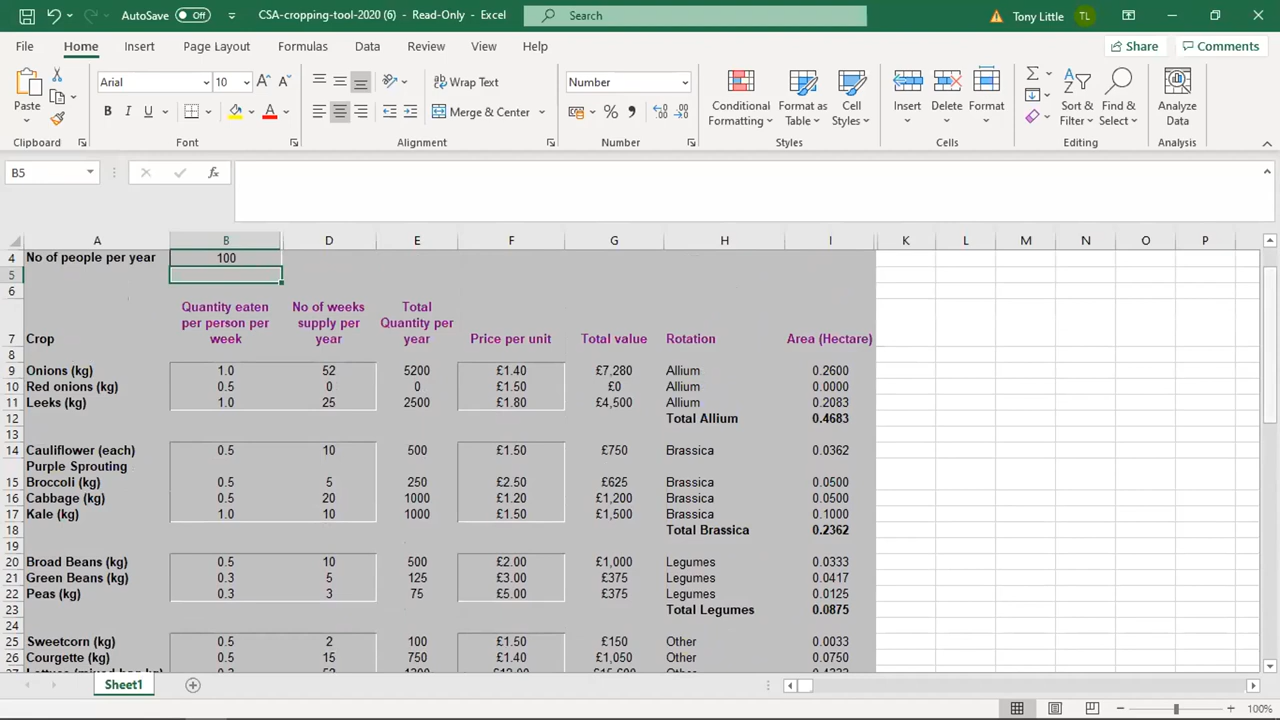 AutoSave Off CSA-cropping-tool-2020 (6) - Read-Only - Excel Search Tony Little TL
File Home Insert Page Layout Formulas Data Review View Help Share Comments
Arial 10 Wrap Text Number
Paste B I U Merge & Center Conditional Formatting Format as Table Cell Styles Insert Delete Format Sort & Filter Find & Select Analyze Data
Clipboard Font Alignment Number Styles Cells Editing Analysis
B5 fx
A B D E F G H I K L M N O P
4 No of people per year 100
5
6
7 Crop Quantity eaten per person per week No of weeks supply per year Total Quantity per year Price per unit Total value Rotation Area (Hectare)
8
9 Onions (kg) 1.0 52 5200 £1.40 £7,280 Allium 0.2600
10 Red onions (kg) 0.5 0 0 £1.50 £0 Allium 0.0000
11 Leeks (kg) 1.0 25 2500 £1.80 £4,500 Allium 0.2083
12 Total Allium 0.4683
13
14 Cauliflower (each) 0.5 10 500 £1.50 £750 Brassica 0.0362
Purple Sprouting
15 Broccoli (kg) 0.5 5 250 £2.50 £625 Brassica 0.0500
16 Cabbage (kg) 0.5 20 1000 £1.20 £1,200 Brassica 0.0500
17 Kale (kg) 1.0 10 1000 £1.50 £1,500 Brassica 0.1000
18 Total Brassica 0.2362
19
20 Broad Beans (kg) 0.5 10 500 £2.00 £1,000 Legumes 0.0333
21 Green Beans (kg) 0.3 5 125 £3.00 £375 Legumes 0.0417
22 Peas (kg) 0.3 3 75 £5.00 £375 Legumes 0.0125
23 Total Legumes 0.0875
24
25 Sweetcorn (kg) 0.5 2 100 £1.50 £150 Other 0.0033
26 Courgette (kg) 0.5 15 750 £1.40 £1,050 Other 0.0750
Sheet1
100%